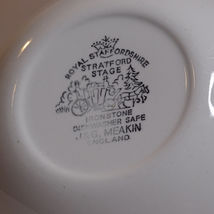 ROYAL STAFFORDSHIRE
STRATFORD
STAGE
IRONSTONE
DISHWASHER SAFE
J.&G. MEAKIN
ENGLAND